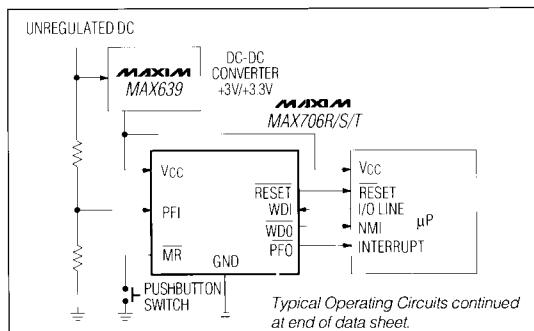 UNREGULATED DC
MAXIM
MAX639
DC-DC
CONVERTER
+3V/+3.3V
MAXIM
MAX706R/S/T
VCC
PFI
MR
GND
RESET
WDI
WDO
PFO
VCC
RESET
I/O LINE
NMI
INTERRUPT
μP
PUSHBUTTON
SWITCH
Typical Operating Circuits continued
at end of data sheet.